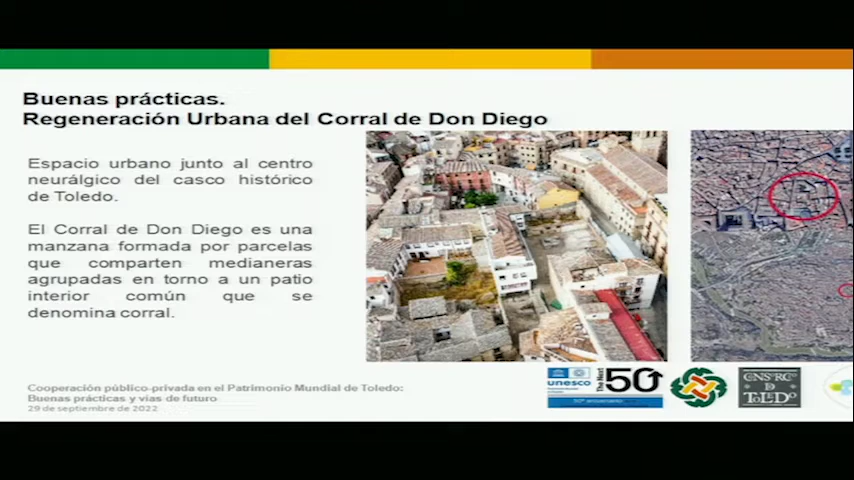 Buenas prácticas.
Regeneración Urbana del Corral de Don Diego
Espacio urbano junto al centro
neurálgico del casco histórico
de Toledo.
El Corral de Don Diego es una
manzana formada por parcelas
que comparten medianeras
agrupadas en torno a un patio
interior común que se
denomina corral.
Cooperación público-privada en el Patrimonio Mundial de Toledo:
Buenas prácticas y vías de futuro
29 de septiembre de 2022
unesco
The Next
50
CONSORCIO
D
TOLEDO